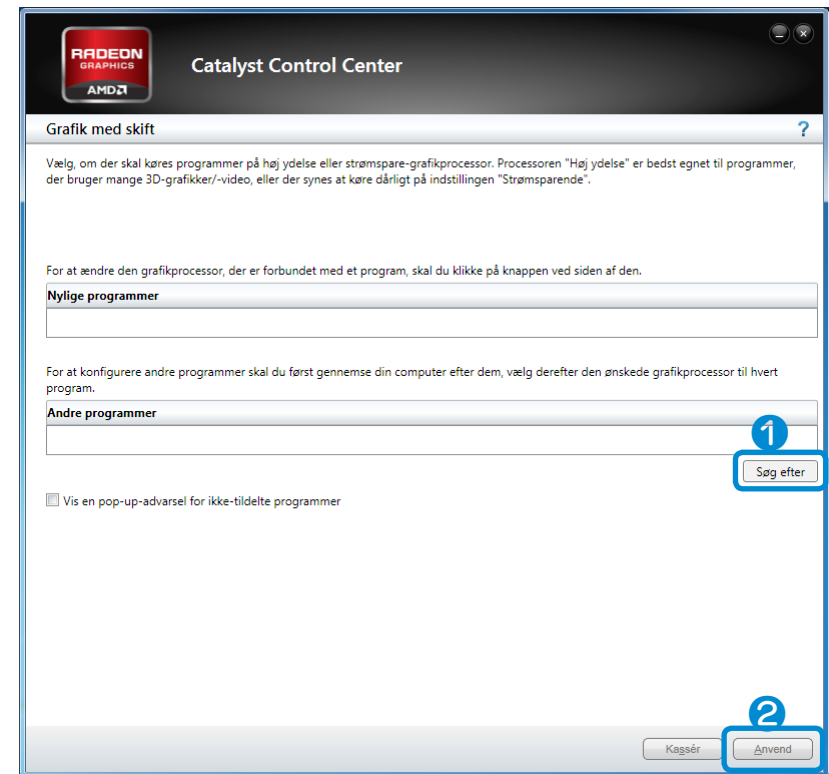 RADEON
GRAPHICS
AMD
Catalyst Control Center
Grafik med skift
?
Vælg, om der skal køres programmer på høj ydelse eller strømspare-grafikprocessor. Processoren "Høj ydelse" er bedst egnet til programmer,
der bruger mange 3D-grafikker/-video, eller der synes at køre dårligt på indstillingen "Strømsparende".
For at ændre den grafikprocessor, der er forbundet med et program, skal du klikke på knappen ved siden af den.
Nylige programmer
For at konfigurere andre programmer skal du først gennemse din computer efter dem, vælg derefter den ønskede grafikprocessor til hvert
program.
Andre programmer
1
Søg efter
Vis en pop-up-advarsel for ikke-tildelte programmer
2
Kassér
Anvend